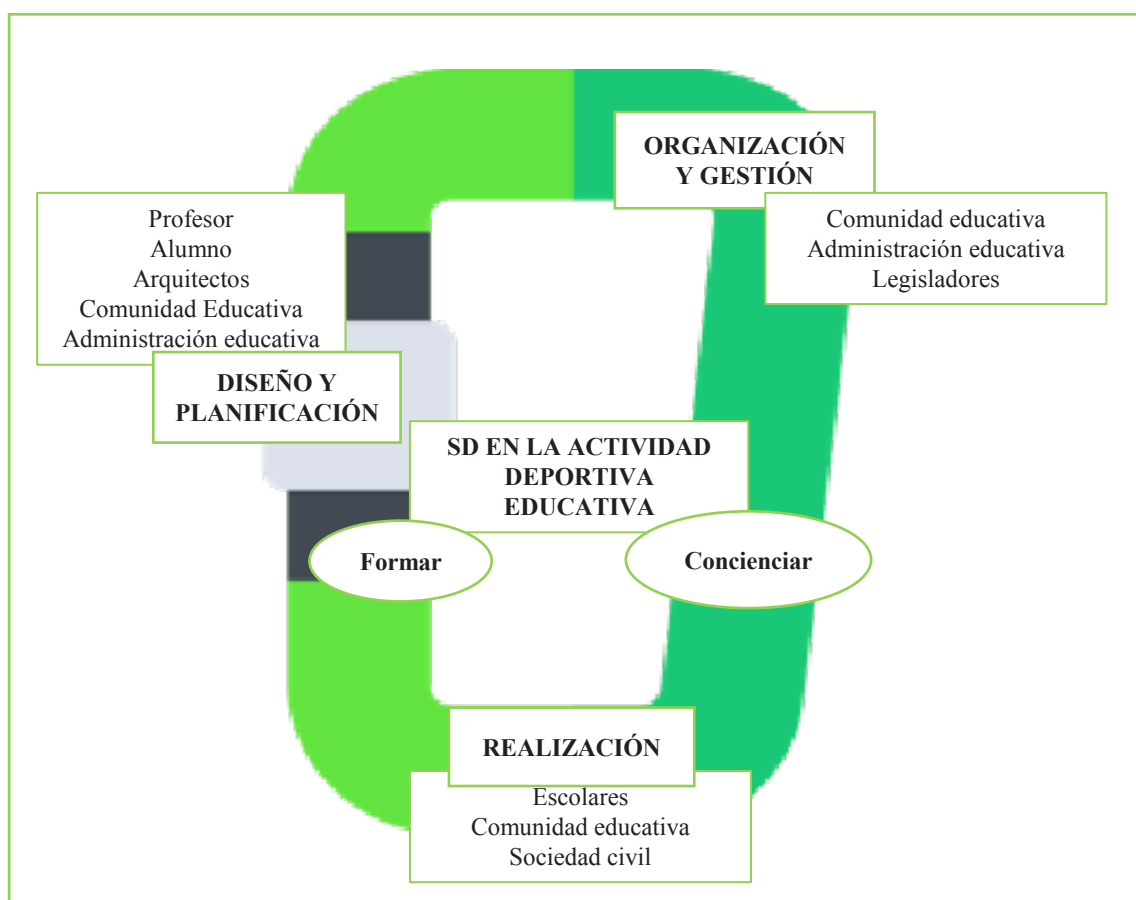 ORGANIZACIÓN
Y GESTIÓN
Comunidad educativa
Administración educativa
Legisladores
Profesor
Alumno
Arquitectos
Comunidad Educativa
Administración educativa
DISEÑO Y
PLANIFICACIÓN
SD EN LA ACTIVIDAD
DEPORTIVA
EDUCATIVA
Formar
Concienciar
REALIZACIÓN
Escolares
Comunidad educativa
Sociedad civil